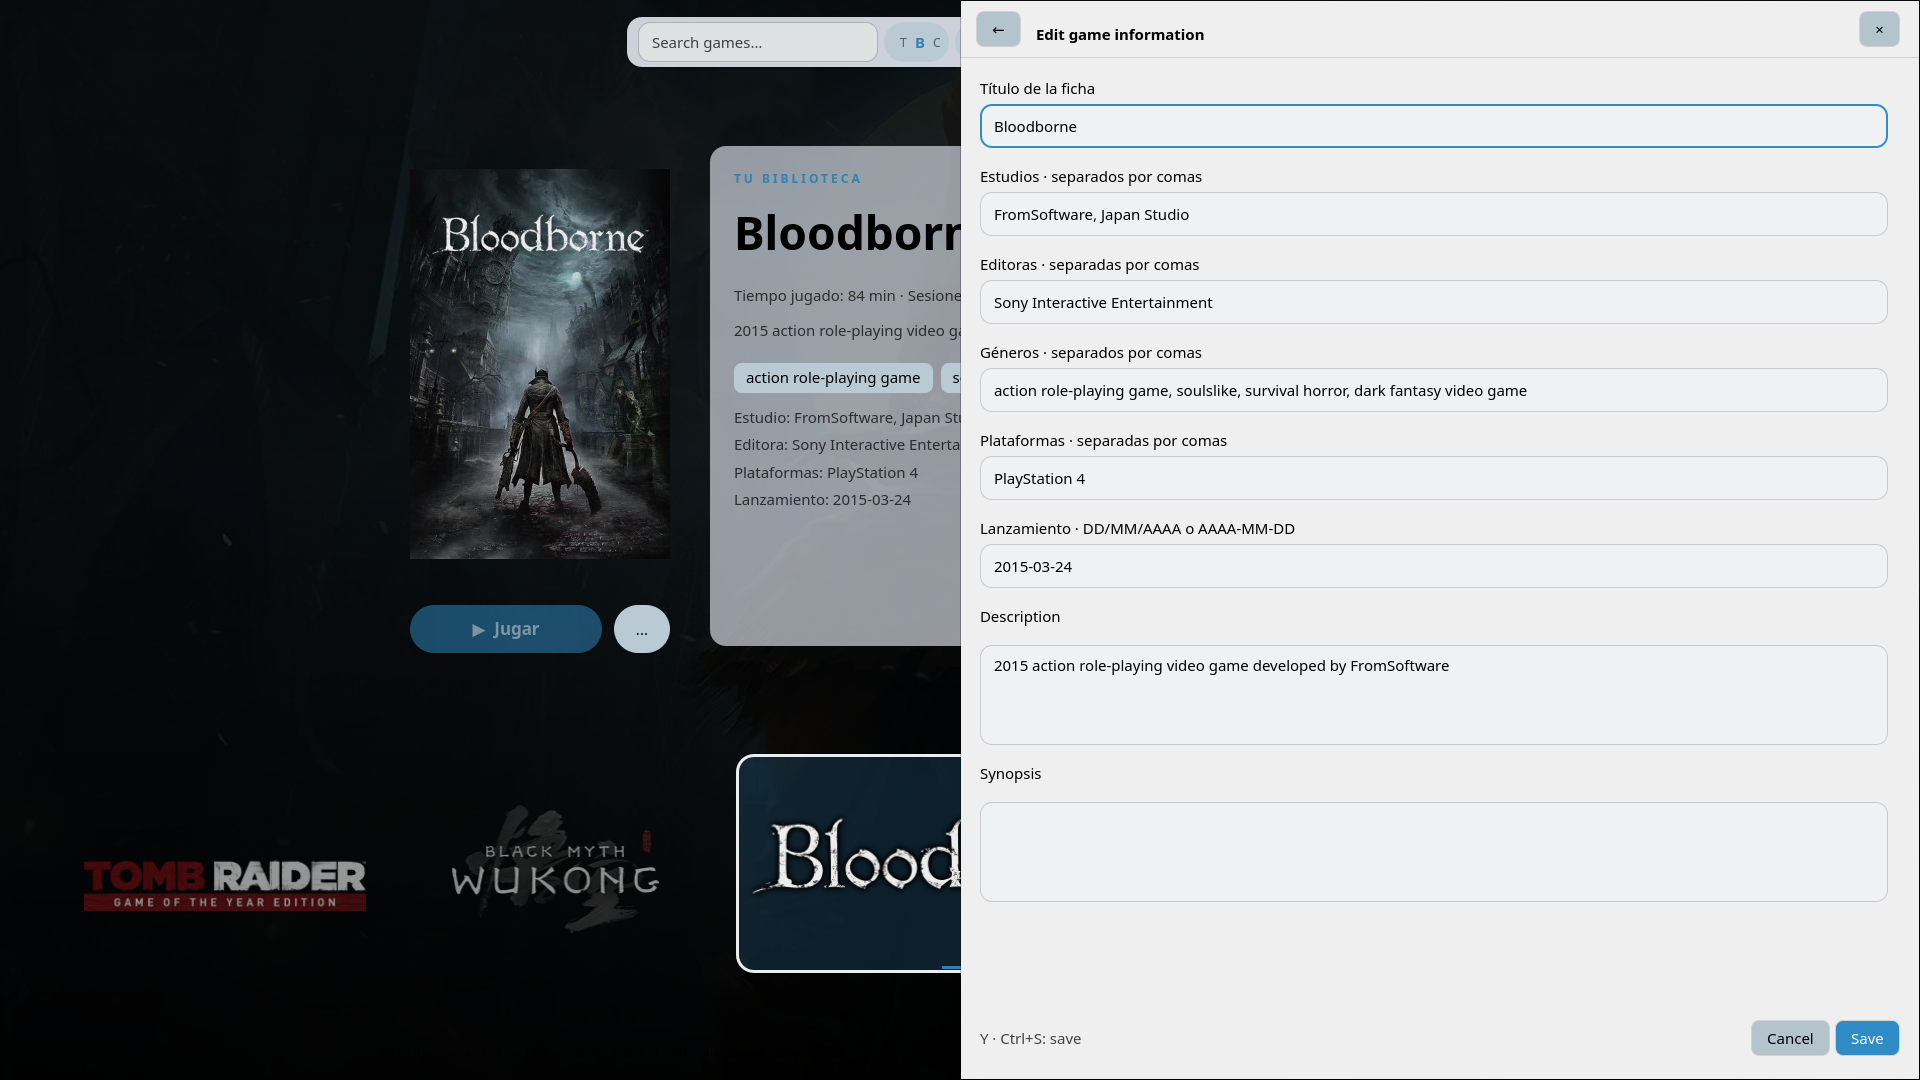 Search games...
T B C
Bloodborne
TU BIBLIOTECA
Bloodborn
Tiempo jugado: 84 min · Sesione
2015 action role-playing video ga
action role-playing game
Estudio: FromSoftware, Japan Stu
Editora: Sony Interactive Enterta
Plataformas: PlayStation 4
Lanzamiento: 2015-03-24
▶ Jugar
...
TOMB RAIDER
GAME OF THE YEAR EDITION
BLACK MYTH
WUKONG
Blood
←
Edit game information
×
Título de la ficha
Bloodborne
Estudios · separados por comas
FromSoftware, Japan Studio
Editoras · separadas por comas
Sony Interactive Entertainment
Géneros · separados por comas
action role-playing game, soulslike, survival horror, dark fantasy video game
Plataformas · separadas por comas
PlayStation 4
Lanzamiento · DD/MM/AAAA o AAAA-MM-DD
2015-03-24
Description
2015 action role-playing video game developed by FromSoftware
Synopsis
Y · Ctrl+S: save
Cancel
Save